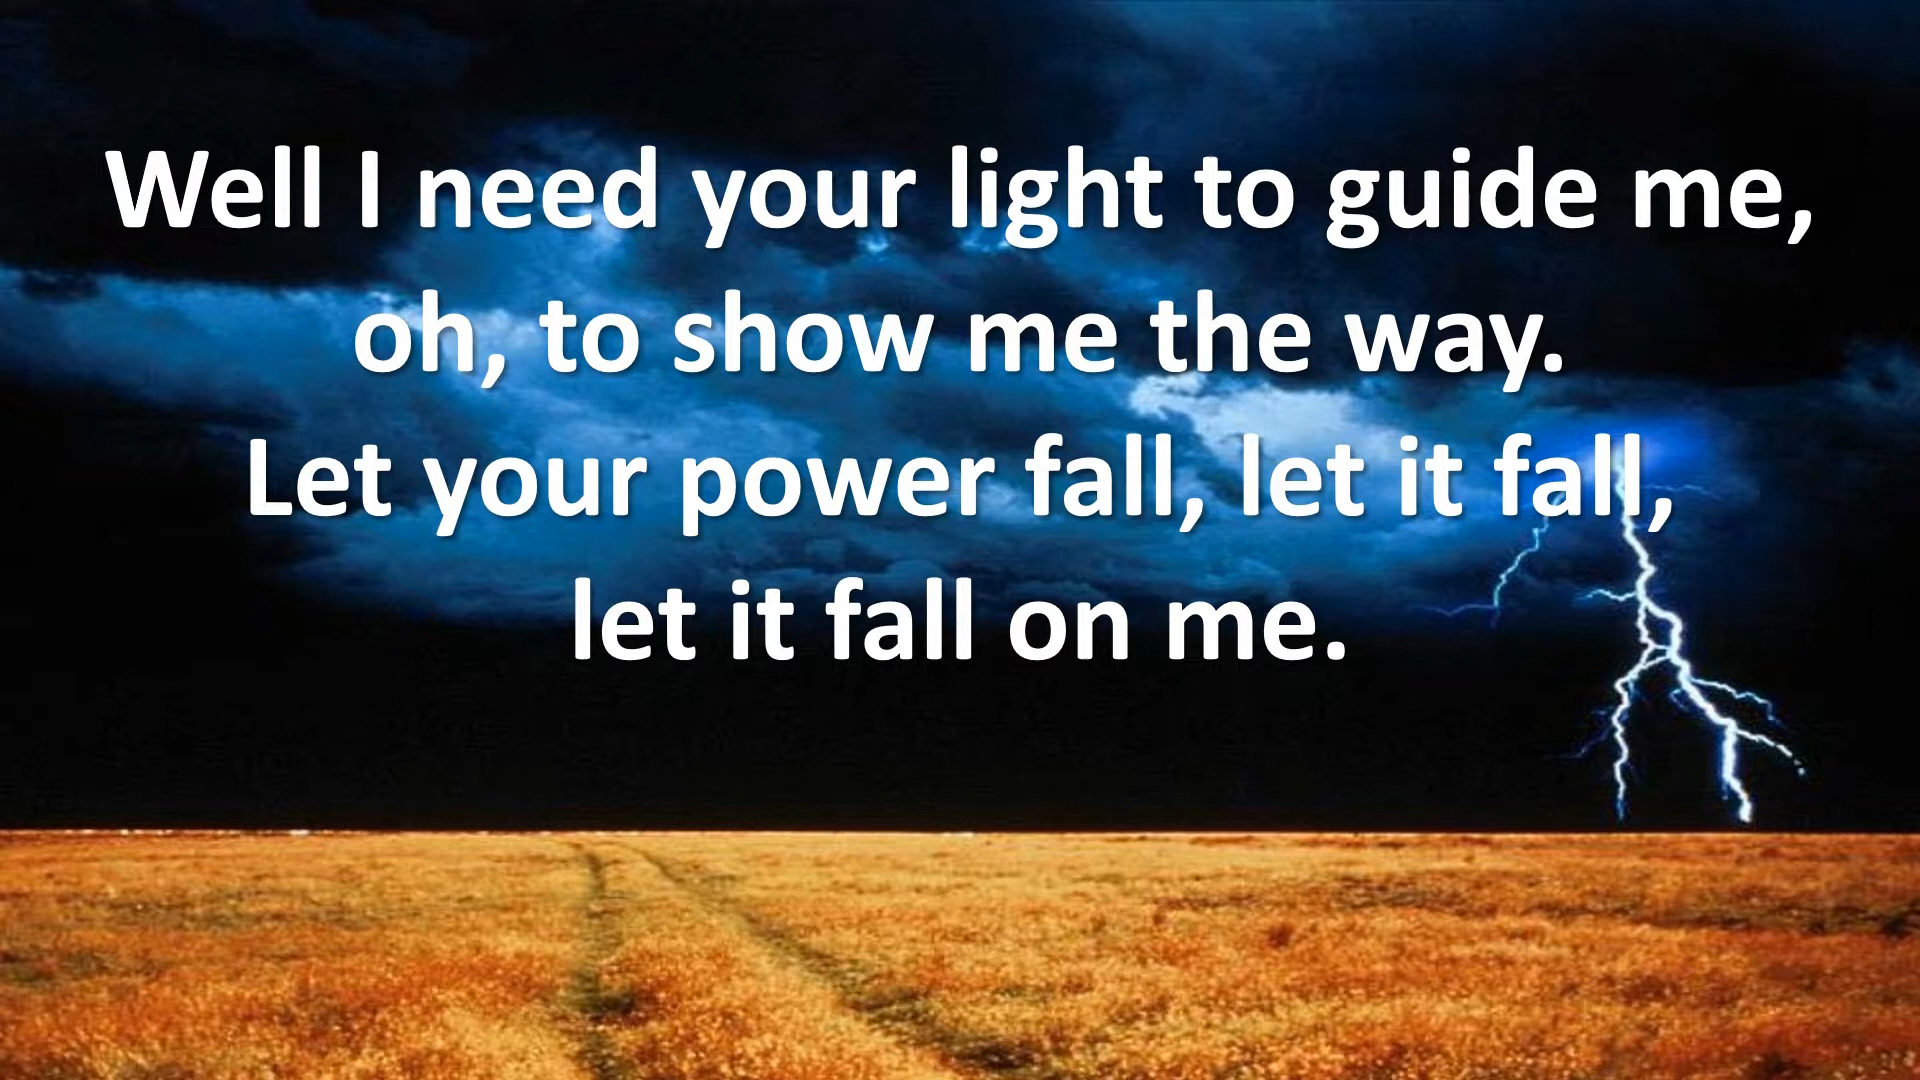 Well I need your light to guide me,
oh, to show me the way.
Let your power fall, let it fall,
let it fall on me.